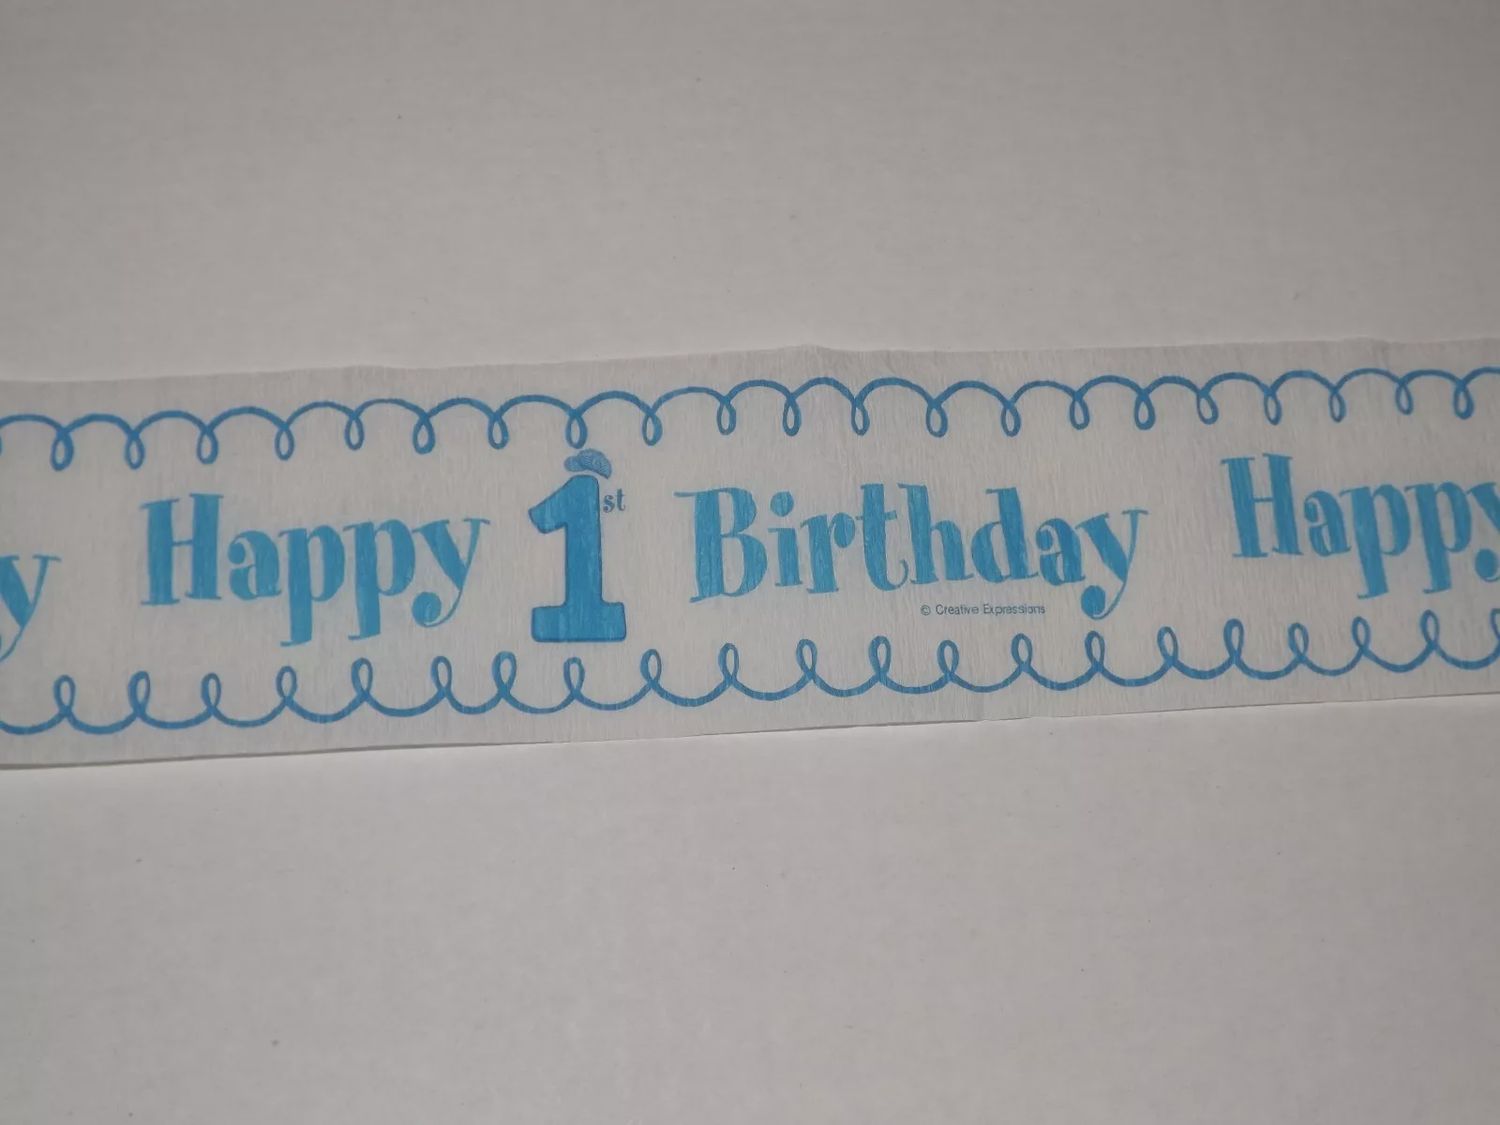 y Happy 1st Birthday Happy
© Creative Expressions